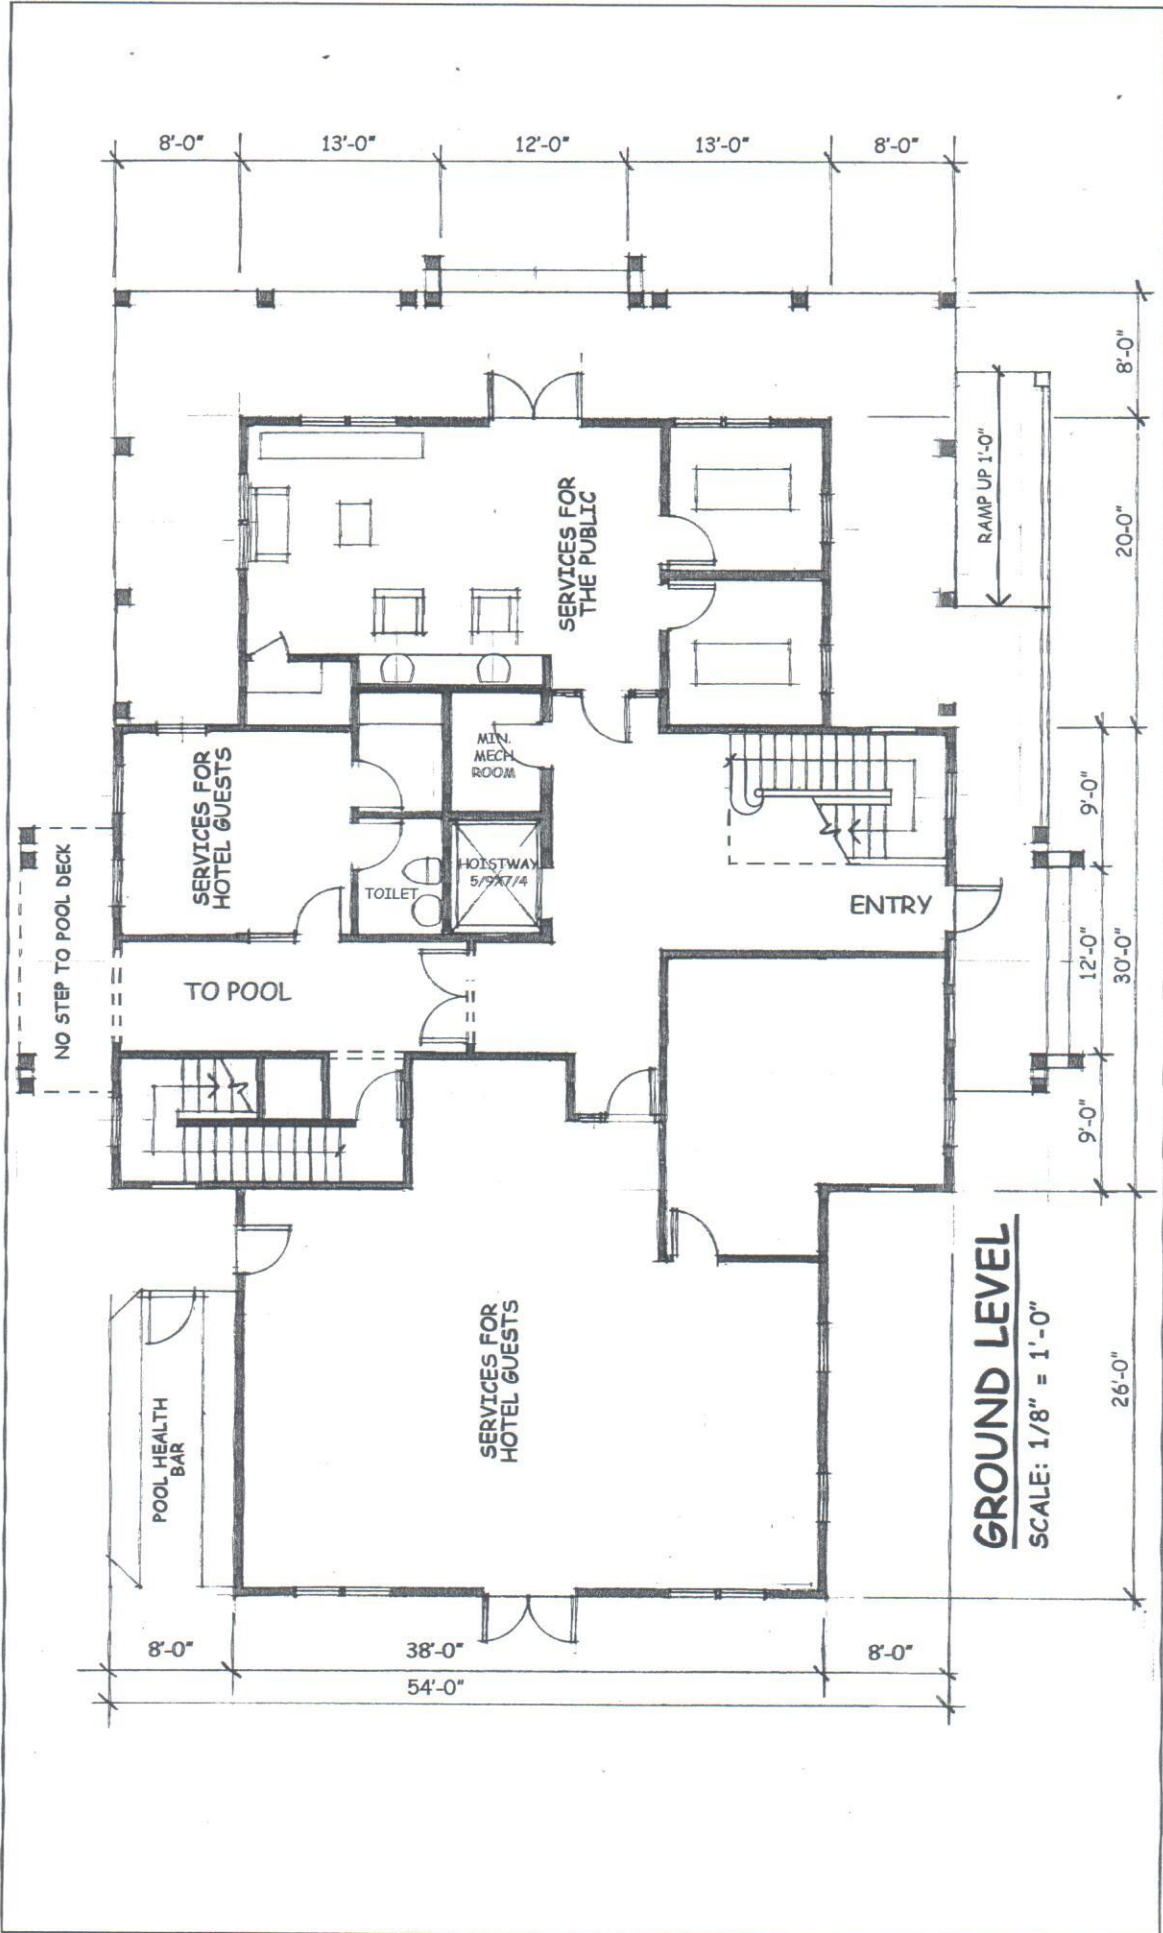 8'-0"
13'-0"
12'-0"
13'-0"
8'-0"
8'-0"
RAMP UP 1'-0"
20-0"
SERVICES FOR
THE PUBLIC
MIN.
MECH
ROOM
SERVICES FOR
HOTEL GUESTS
9'-0"
HOISTWAY
5/9X7/4
TOILET
NO STEP TO POOL DECK
ENTRY
TO POOL
12'-0"
30'-0"
9'-0"
POOL HEALTH
BAR
SERVICES FOR
HOTEL GUESTS
GROUND LEVEL
SCALE: 1/8" = 1'-0"
26'-0"
8'-0"
38'-0"
8'-0"
54'-0"